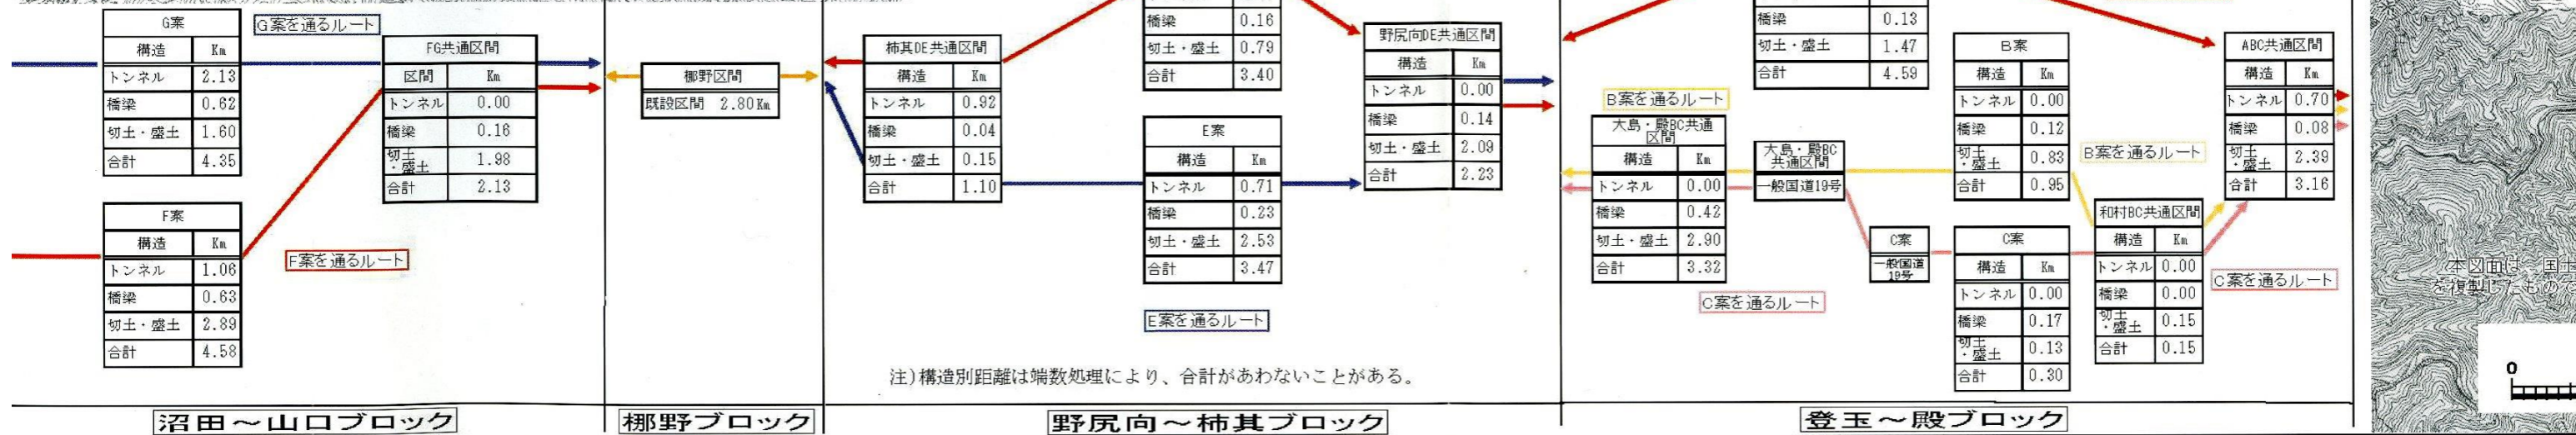 G案
構造 Km
トンネル 2.13
橋梁 0.62
切土・盛土 1.60
合計 4.35
G案を通るルート
F案
構造 Km
トンネル 1.06
橋梁 0.63
切土・盛土 2.89
合計 4.58
F案を通るルート
FG共通区間
区間 Km
トンネル 0.00
橋梁 0.16
切土
・盛土 1.98
合計 2.13
沼田～山口ブロック
梛野区間
既設区間 2.80Km
梛野ブロック
柿其DE共通区間
構造 Km
トンネル 0.92
橋梁 0.04
切土・盛土 0.15
合計 1.10
橋梁 0.16
切土・盛土 0.79
合計 3.40
E案
構造 Km
トンネル 0.71
橋梁 0.23
切土・盛土 2.53
合計 3.47
E案を通るルート
野尻向DE共通区間
構造 Km
トンネル 0.00
橋梁 0.14
切土・盛土 2.09
合計 2.23
注)構造別距離は端数処理により、合計があわないことがある。
野尻向～柿其ブロック
B案を通るルート
大島・殿BC共通
区間
構造 Km
トンネル 0.00
橋梁 0.42
切土・盛土 2.90
合計 3.32
C案を通るルート
橋梁 0.13
切土・盛土 1.47
合計 4.59
大島・殿BC
共通区間
一般国道19号
C案
一般国道
19号
B案
構造 Km
トンネル 0.00
橋梁 0.12
切土
・盛土 0.83
合計 0.95
C案
構造 Km
トンネル 0.00
橋梁 0.17
切土
・盛土 0.13
合計 0.30
B案を通るルート
和村BC共通区間
構造 Km
トンネル 0.00
橋梁 0.00
切土
・盛土 0.15
合計 0.15
ABC共通区間
構造 Km
トンネル 0.70
橋梁 0.08
切土
・盛土 2.39
合計 3.16
C案を通るルート
登玉～殿ブロック
本図面は、国土
を複製したもので
0